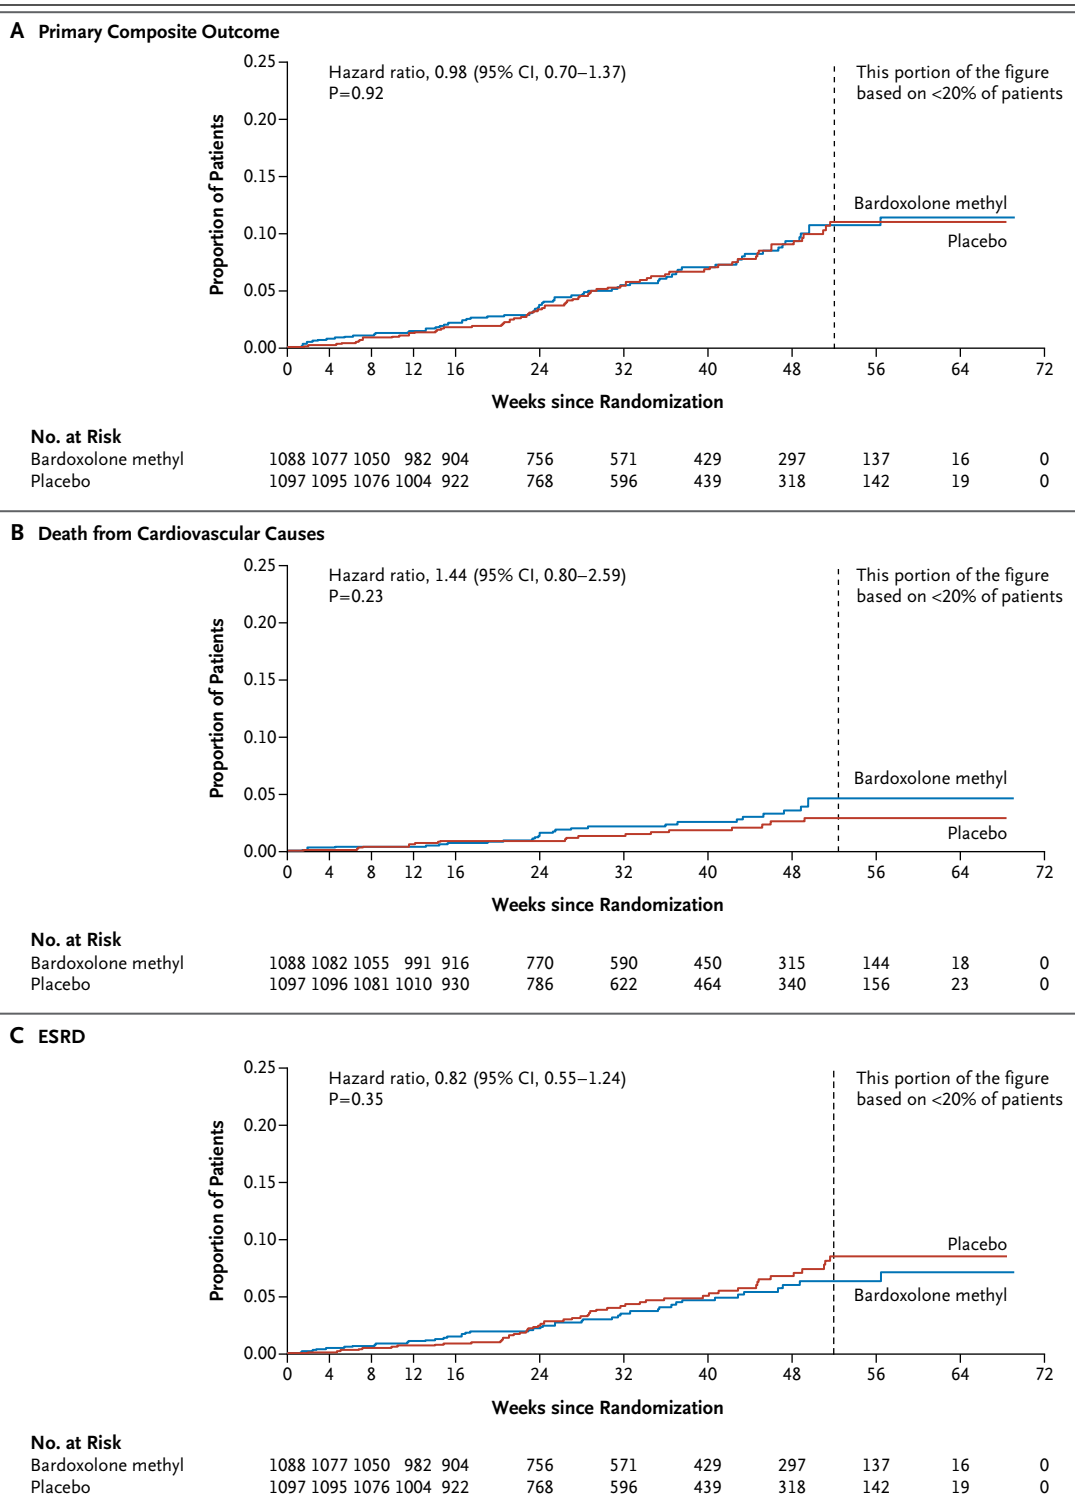 A Primary Composite Outcome
Hazard ratio, 0.98 (95% CI, 0.70–1.37)
P=0.92
This portion of the figure
based on <20% of patients
Proportion of Patients
0.25
0.20
0.15
0.10
0.05
0.00
Bardoxolone methyl
Placebo
0 4 8 12 16 24 32 40 48 56 64 72
Weeks since Randomization
No. at Risk
Bardoxolone methyl 1088 1077 1050 982 904 756 571 429 297 137 16 0
Placebo 1097 1095 1076 1004 922 768 596 439 318 142 19 0
B Death from Cardiovascular Causes
Hazard ratio, 1.44 (95% CI, 0.80–2.59)
P=0.23
This portion of the figure
based on <20% of patients
Proportion of Patients
0.25
0.20
0.15
0.10
0.05
0.00
Bardoxolone methyl
Placebo
0 4 8 12 16 24 32 40 48 56 64 72
Weeks since Randomization
No. at Risk
Bardoxolone methyl 1088 1082 1055 991 916 770 590 450 315 144 18 0
Placebo 1097 1096 1081 1010 930 786 622 464 340 156 23 0
C ESRD
Hazard ratio, 0.82 (95% CI, 0.55–1.24)
P=0.35
This portion of the figure
based on <20% of patients
Proportion of Patients
0.25
0.20
0.15
0.10
0.05
0.00
Placebo
Bardoxolone methyl
0 4 8 12 16 24 32 40 48 56 64 72
Weeks since Randomization
No. at Risk
Bardoxolone methyl 1088 1077 1050 982 904 756 571 429 297 137 16 0
Placebo 1097 1095 1076 1004 922 768 596 439 318 142 19 0